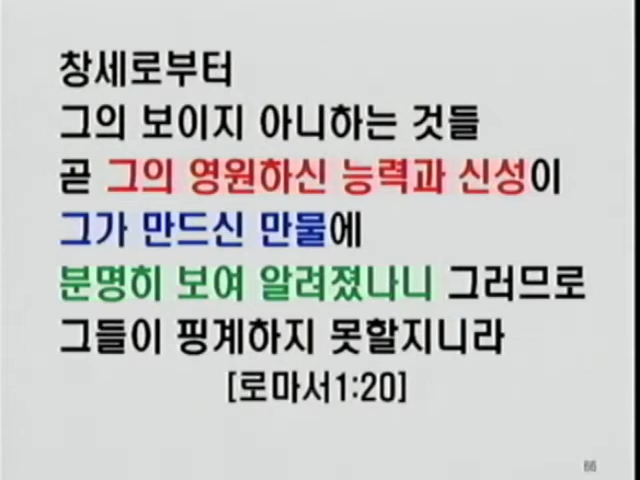 창세로부터
그의 보이지 아니하는 것들
곧 그의 영원하신 능력과 신성이
그가 만드신 만물에
분명히 보여 알려졌나니 그러므로
그들이 핑계하지 못할지니라
[로마서1:20]
66